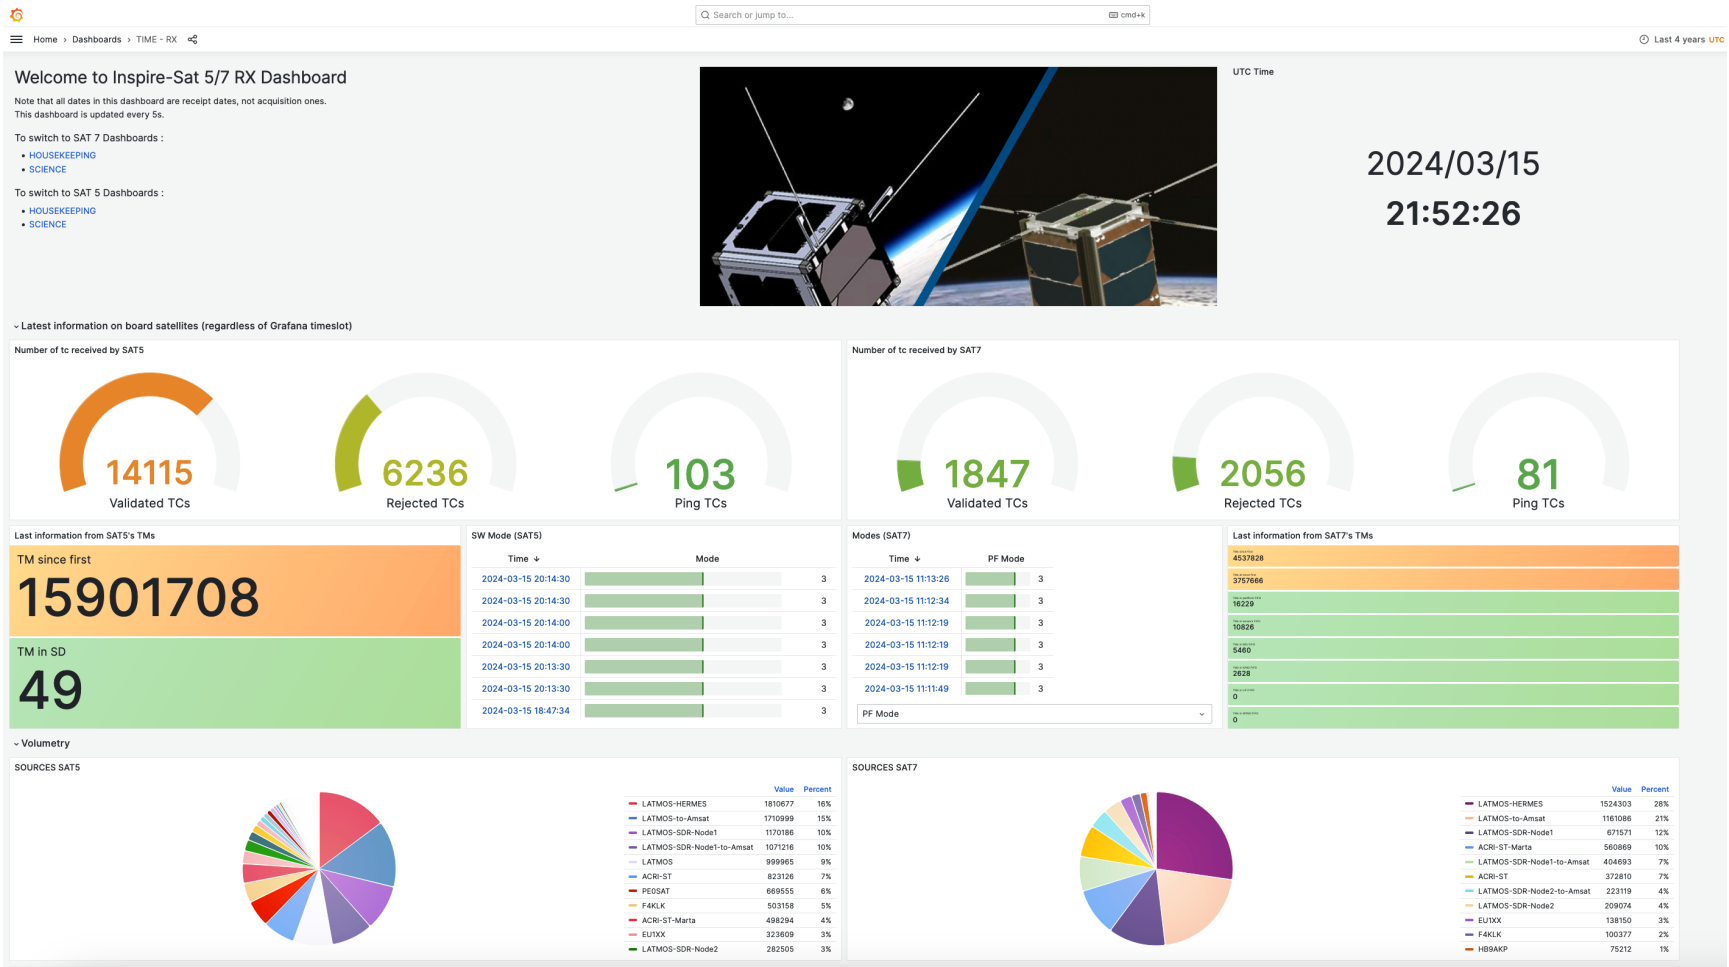 Search or jump to...
cmd+k
Home › Dashboards › TIME - RX
Last 4 years UTC
Welcome to Inspire-Sat 5/7 RX Dashboard
Note that all dates in this dashboard are receipt dates, not acquisition ones.
This dashboard is updated every 5s.
To switch to SAT 7 Dashboards :
• HOUSEKEEPING
• SCIENCE
To switch to SAT 5 Dashboards :
• HOUSEKEEPING
• SCIENCE
UTC Time
2024/03/15
21:52:26
Latest information on board satellites (regardless of Grafana timeslot)
Number of tc received by SAT5
14115
Validated TCs
6236
Rejected TCs
103
Ping TCs
Number of tc received by SAT7
1847
Validated TCs
2056
Rejected TCs
81
Ping TCs
Last information from SAT5's TMs
TM since first
15901708
TM in SD
49
SW Mode (SAT5)
Time ↓ Mode
2024-03-15 20:14:30 3
2024-03-15 20:14:30 3
2024-03-15 20:14:00 3
2024-03-15 20:14:00 3
2024-03-15 20:13:30 3
2024-03-15 20:13:30 3
2024-03-15 18:47:34 3
Modes (SAT7)
Time ↓ PF Mode
2024-03-15 11:13:26 3
2024-03-15 11:12:34 3
2024-03-15 11:12:19 3
2024-03-15 11:12:19 3
2024-03-15 11:12:19 3
2024-03-15 11:11:49 3
PF Mode
Last information from SAT7's TMs
4537828
3757666
16229
10826
5460
2628
0
0
Volumetry
SOURCES SAT5
Value Percent
LATMOS-HERMES 1810677 16%
LATMOS-to-Amsat 1710999 15%
LATMOS-SDR-Node1 1170186 10%
LATMOS-SDR-Node1-to-Amsat 1071216 10%
LATMOS 999965 9%
ACRI-ST 823126 7%
PE0SAT 669555 6%
F4KLK 503158 5%
ACRI-ST-Marta 498294 4%
EU1XX 323609 3%
LATMOS-SDR-Node2 282505 3%
SOURCES SAT7
Value Percent
LATMOS-HERMES 1524303 28%
LATMOS-to-Amsat 1161086 21%
LATMOS-SDR-Node1 671571 12%
ACRI-ST-Marta 560869 10%
LATMOS-SDR-Node1-to-Amsat 404693 7%
ACRI-ST 372810 7%
LATMOS-SDR-Node2-to-Amsat 223119 4%
LATMOS-SDR-Node2 209074 4%
EU1XX 138150 3%
F4KLK 100377 2%
HB9AKP 75212 1%